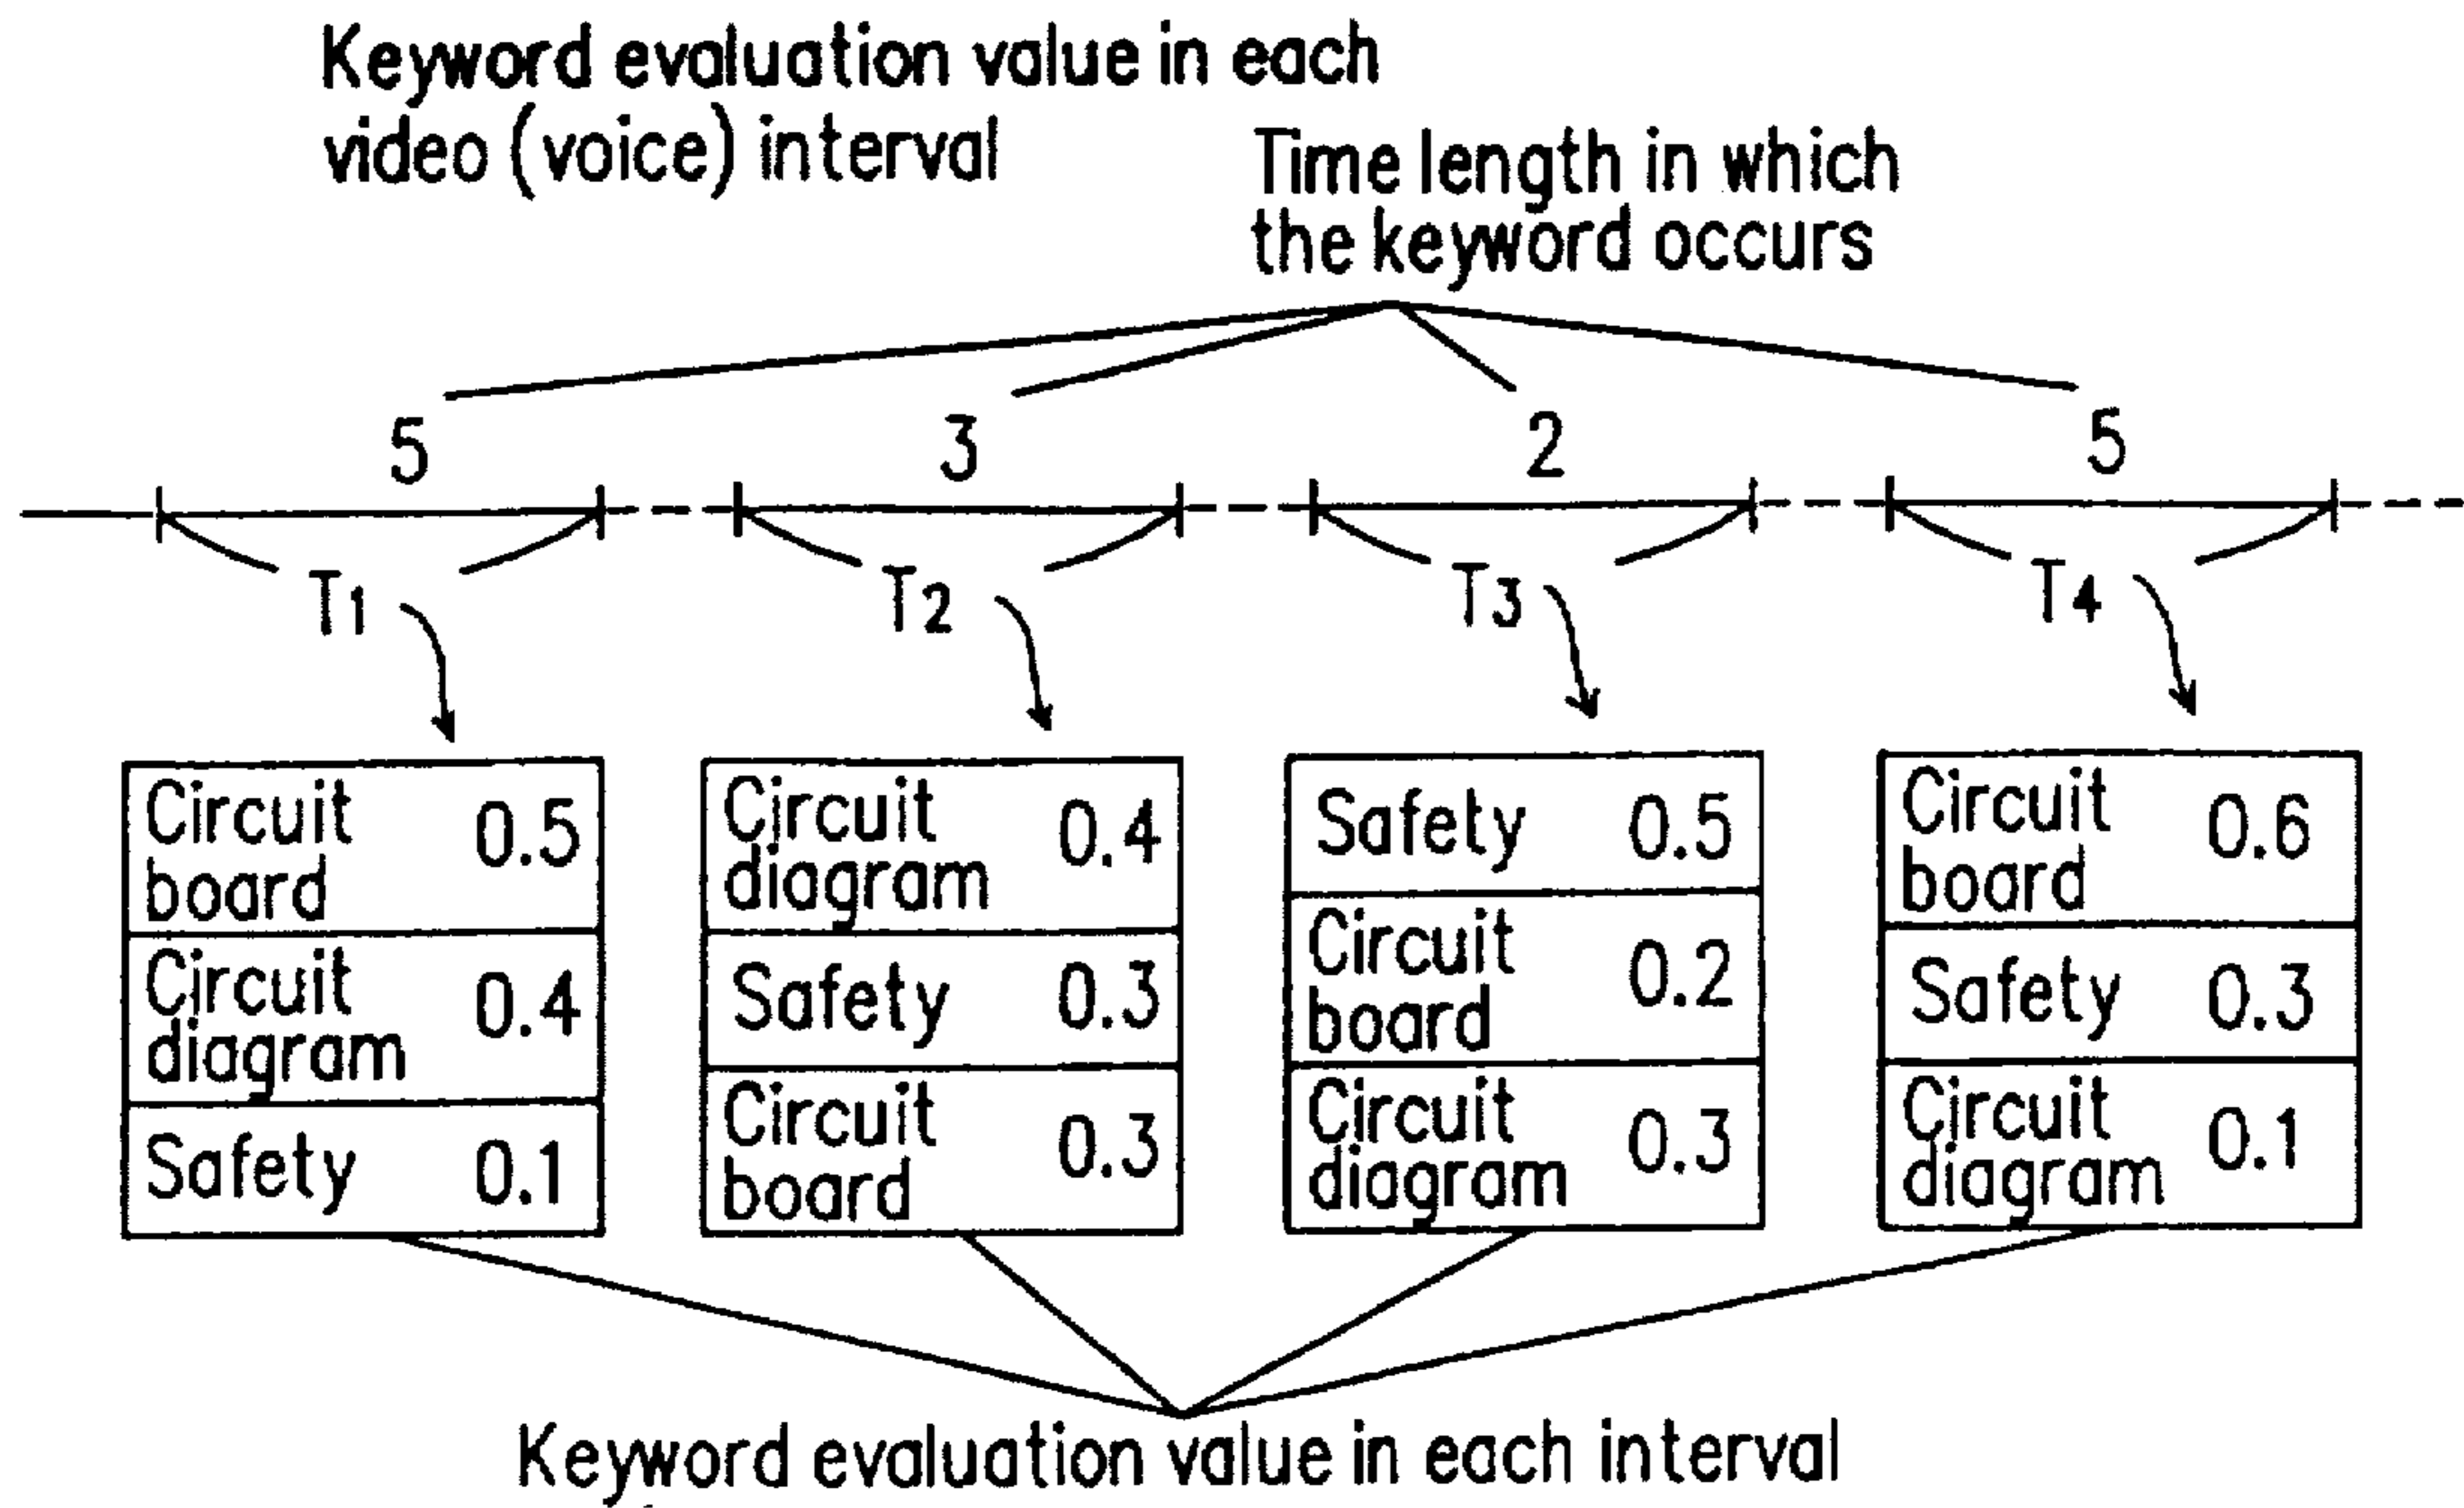 Keyword evaluation value in each
video (voice) interval
Time length in which
the keyword occurs
5 3 2 5
T1 T2 T3 T4
Circuit
board 0.5
Circuit
diagram 0.4
Safety 0.1
Circuit
diagram 0.4
Safety 0.3
Circuit
board 0.3
Safety 0.5
Circuit
board 0.2
Circuit
diagram 0.3
Circuit
board 0.6
Safety 0.3
Circuit
diagram 0.1
Keyword evaluation value in each interval